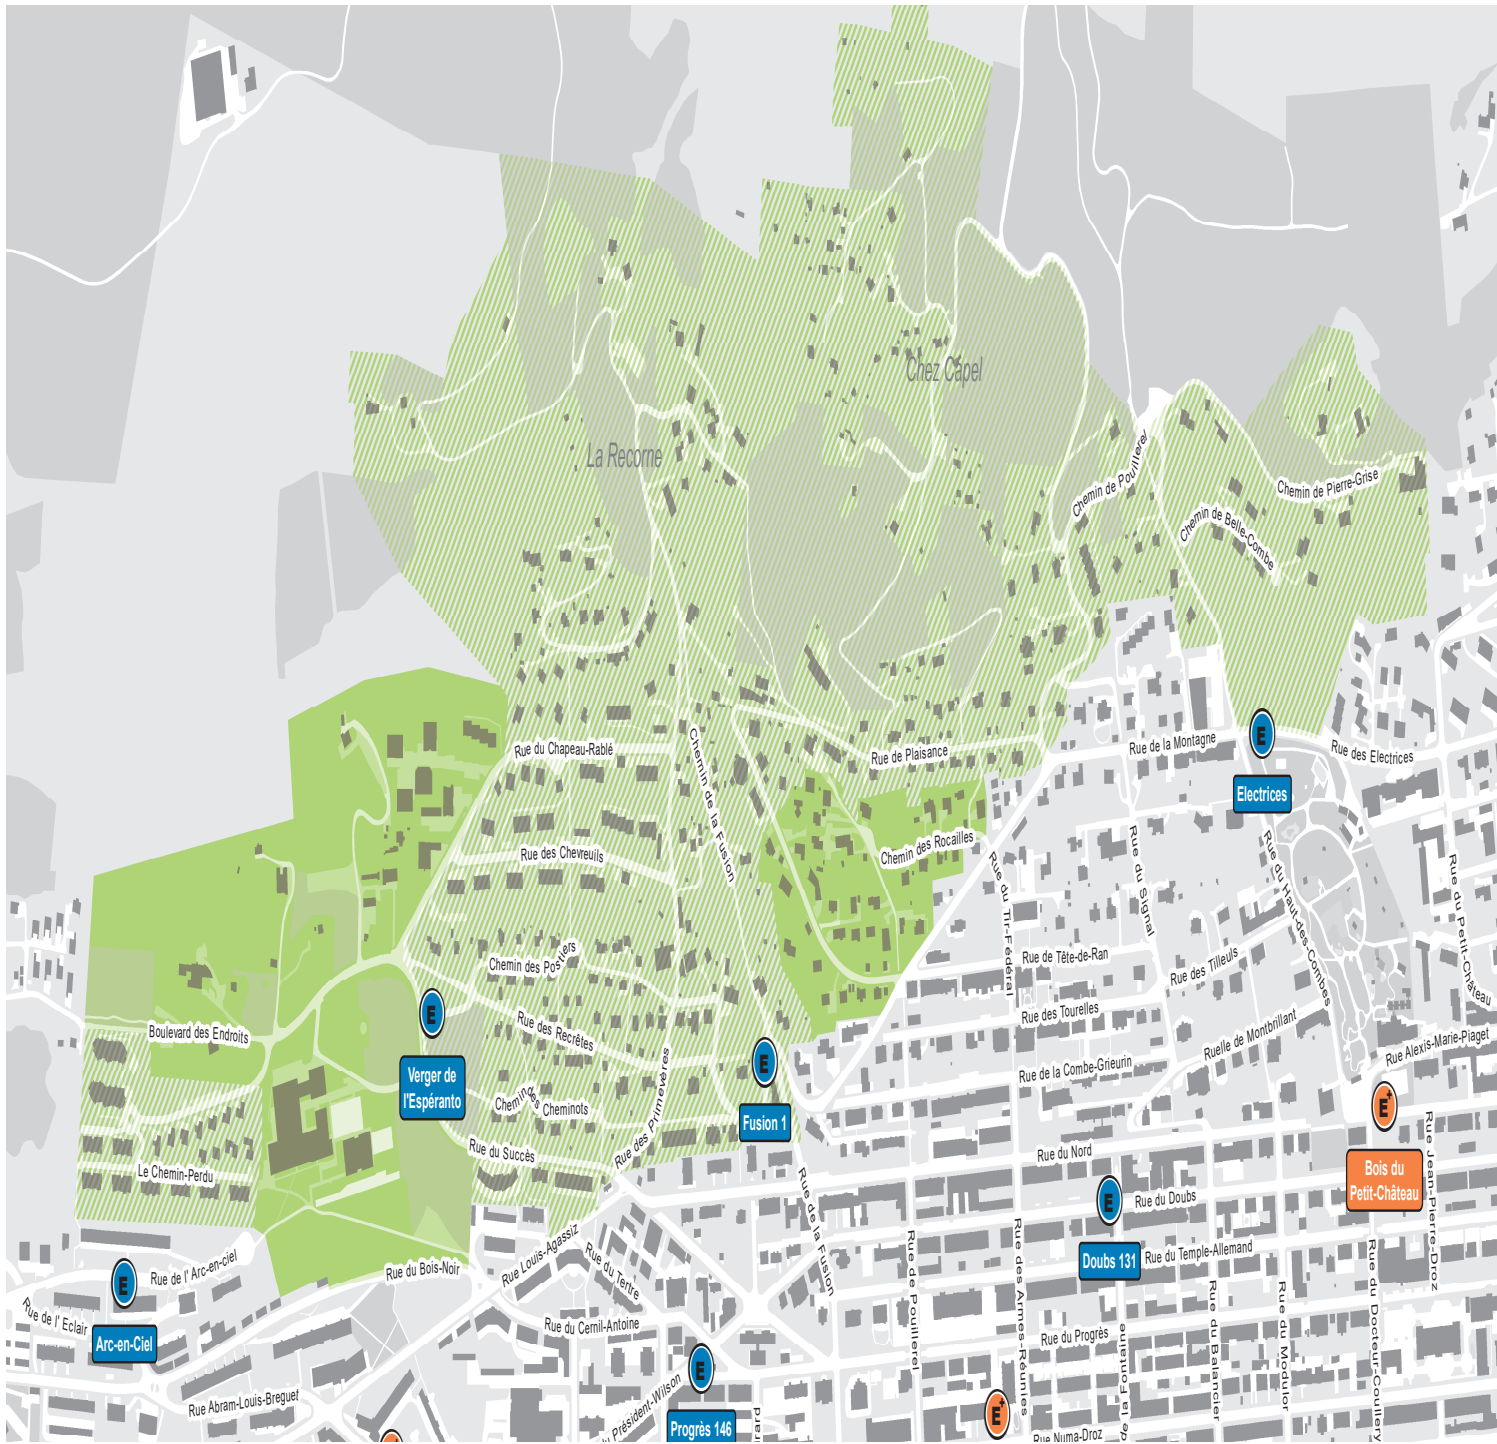 Chez Capel
La Recorne
Chemin de Pouillerel
Chemin de Pierre-Grise
Chemin de Belle-Combe
Rue du Chapeau-Rablé
Chemin de la Fusion
Rue de Plaisance
Rue de la Montagne
E
Rue des Electrices
Electrices
Rue des Chevreuils
Chemin des Rocailles
Rue du Tir-Fédéral
Rue du Signal
Rue du Haut-des-Combes
Rue du Petit-Château
Chemin des Postiers
Rue de Tête-de-Ran
Rue des Tilleuls
E
Boulevard des Endroits
Rue des Recrêtes
Rue des Tourelles
Ruelle de Montbrillant
Rue Alexis-Marie-Piaget
Verger de
l'Espéranto
E
Rue de la Combe-Grieurin
Chemin des Cheminots
Rue des Primevères
Fusion 1
E+
Rue du Succès
Rue du Nord
Bois du
Petit-Château
Rue Jean-Pierre-Droz
Le Chemin-Perdu
E
Rue du Doubs
Rue de la Fusion
Rue de Pouillerel
Rue des Armes-Réunies
Doubs 131
Rue du Temple-Allemand
Rue de l' Arc-en-ciel
E
Rue du Bois-Noir
Rue Louis-Agassiz
Rue du Tertre
Rue du Balancier
Rue du Modulor
Rue du Docteur-Coullery
Rue de l' Eclair
Arc-en-Ciel
Rue du Cernil-Antoine
Rue du Progrès
E
Rue Abram-Louis-Breguet
Président-Wilson
Progrès 146
E+
Rue Numa-Droz